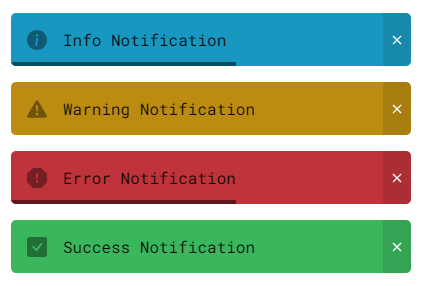 Info Notification
Warning Notification
Error Notification
Success Notification